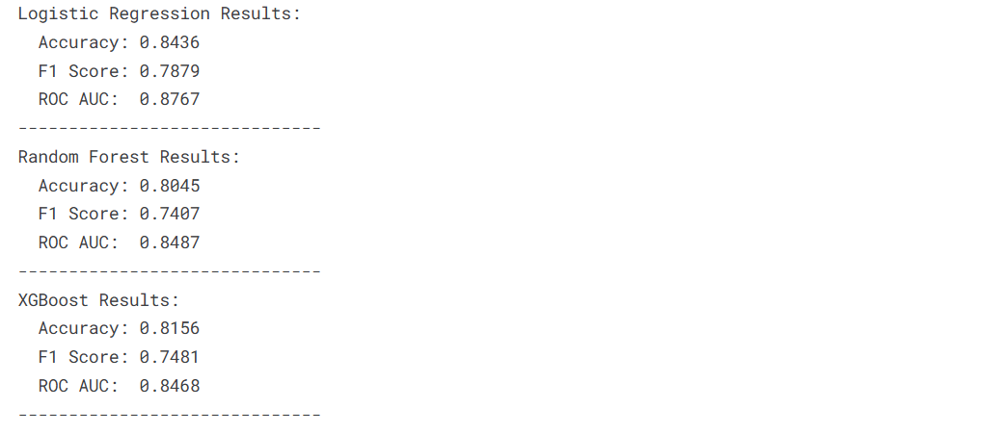 Logistic Regression Results:
  Accuracy: 0.8436
  F1 Score: 0.7879
  ROC AUC:  0.8767
------------------------------
Random Forest Results:
  Accuracy: 0.8045
  F1 Score: 0.7407
  ROC AUC:  0.8487
------------------------------
XGBoost Results:
  Accuracy: 0.8156
  F1 Score: 0.7481
  ROC AUC:  0.8468
------------------------------